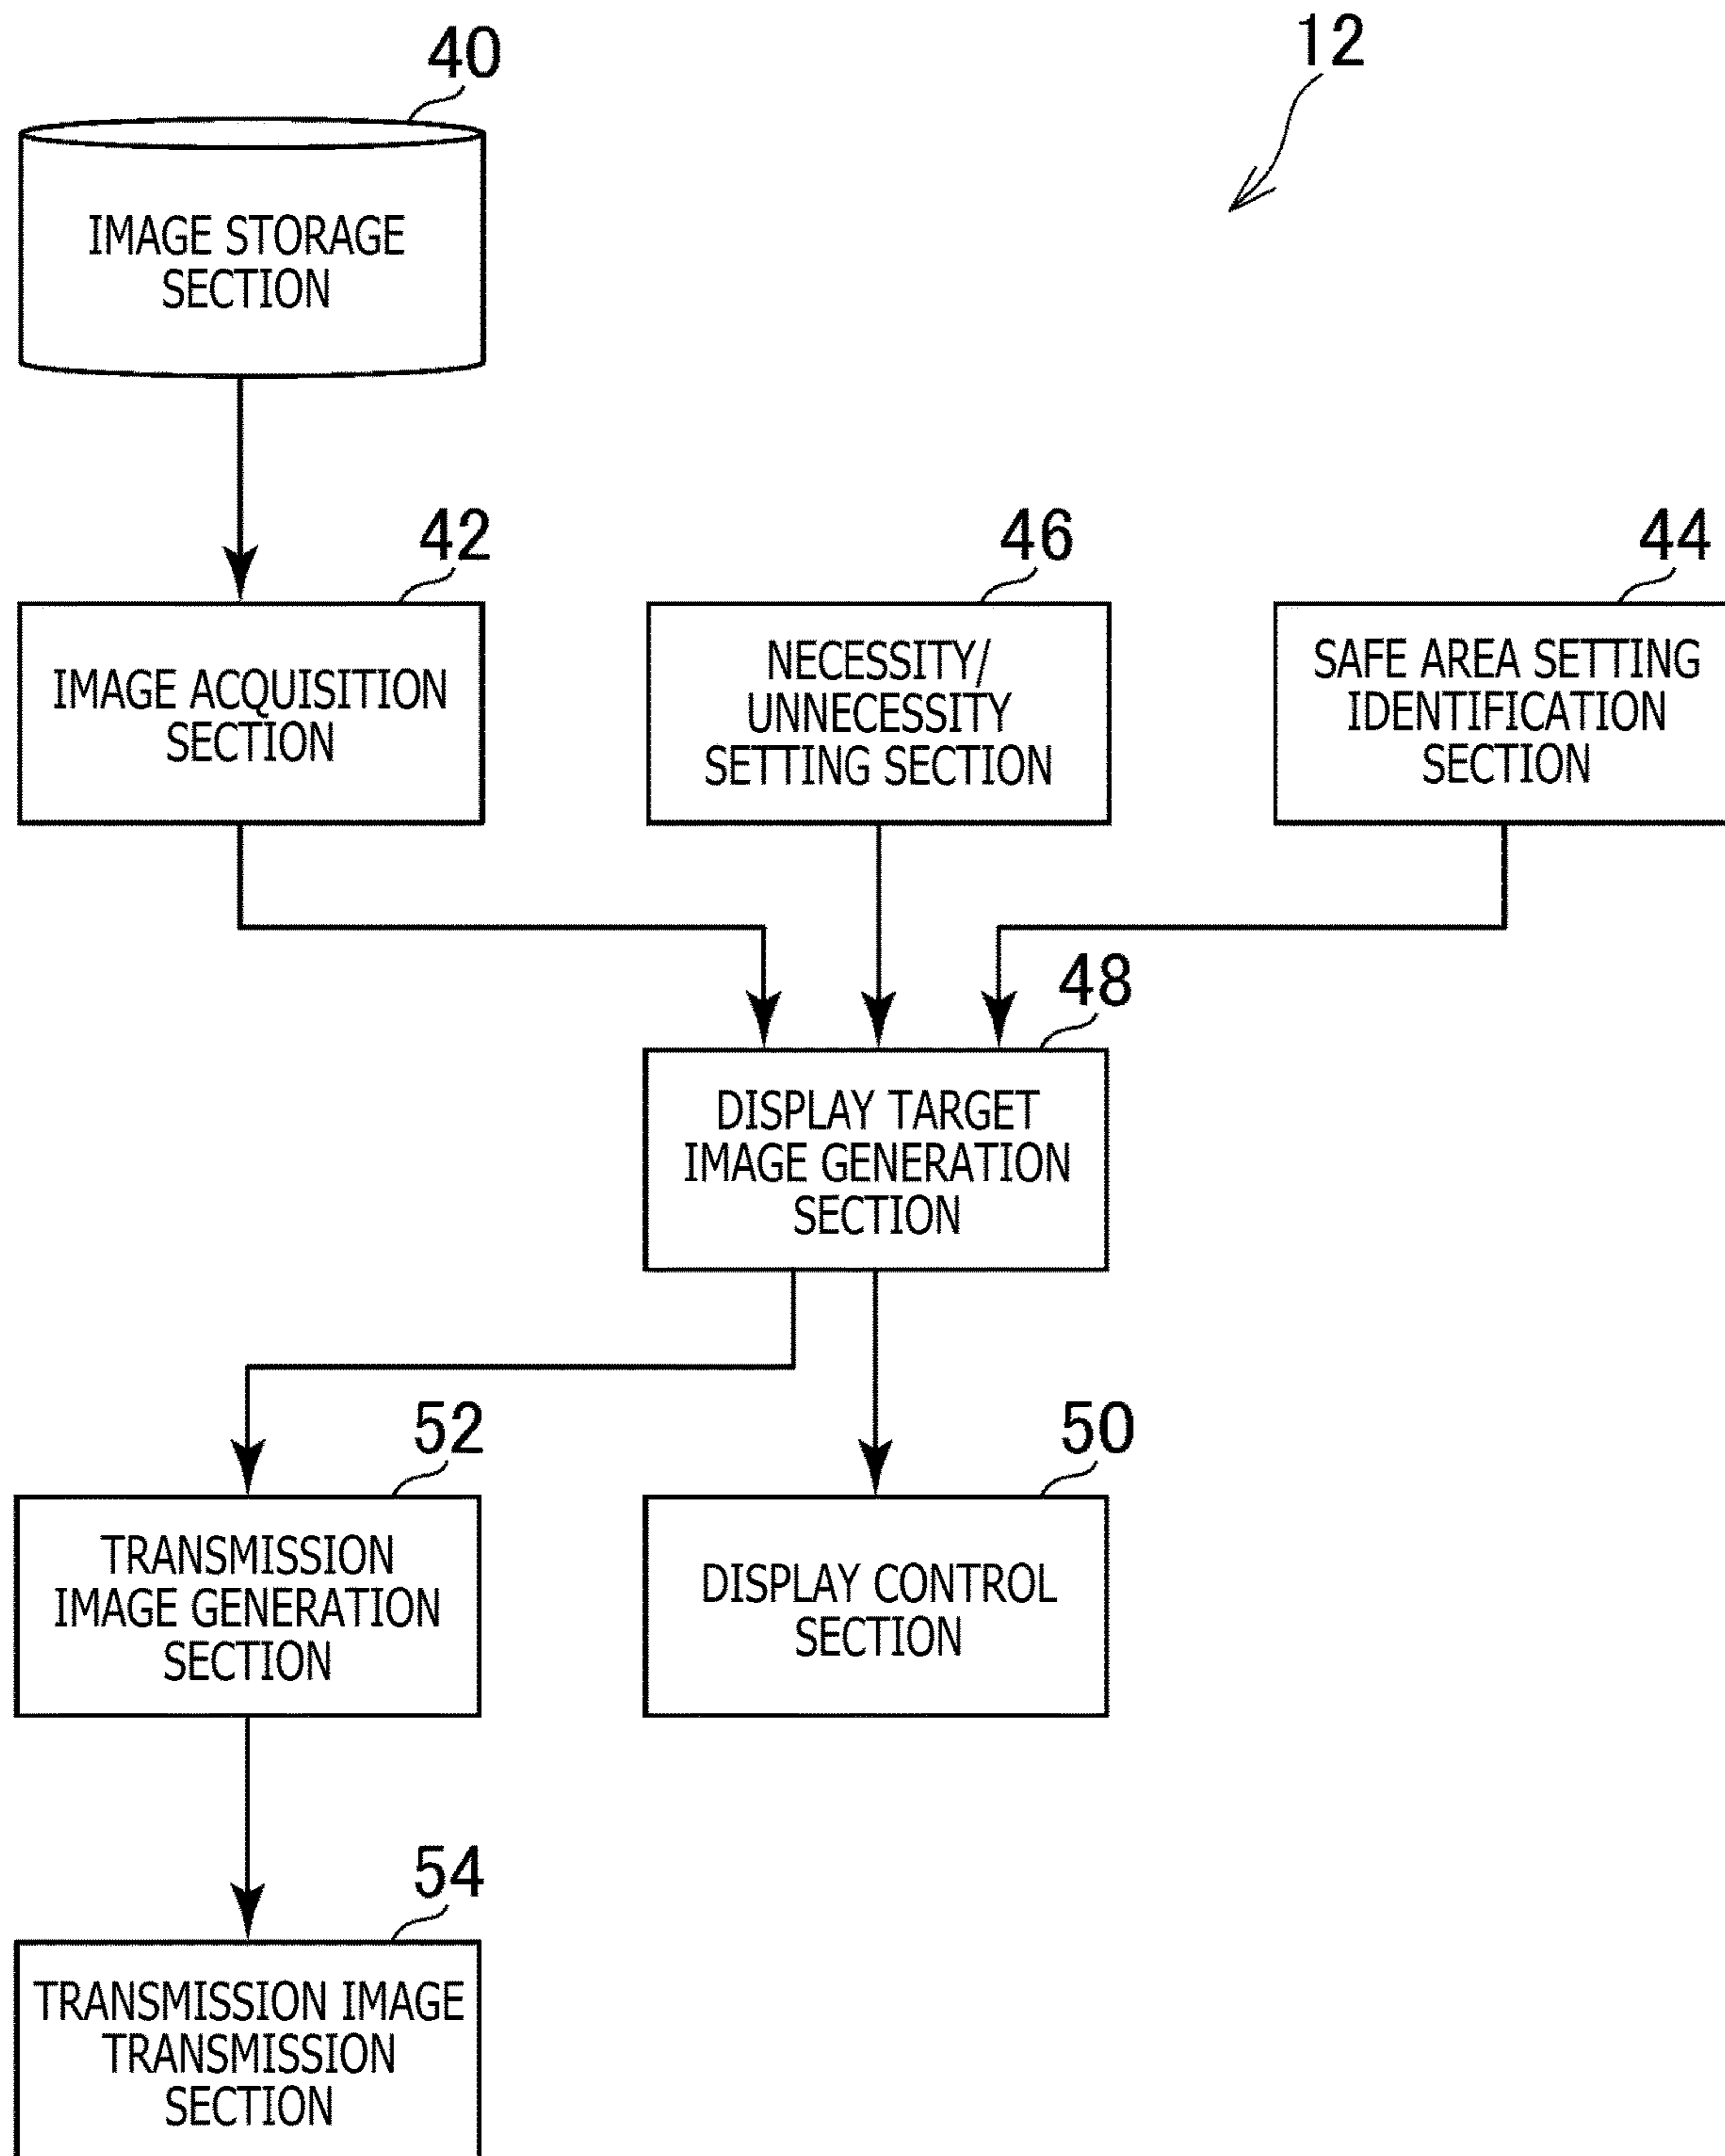 12
40
IMAGE STORAGE
SECTION
42
IMAGE ACQUISITION
SECTION
46
NECESSITY/
UNNECESSITY
SETTING SECTION
44
SAFE AREA SETTING
IDENTIFICATION
SECTION
48
DISPLAY TARGET
IMAGE GENERATION
SECTION
52
TRANSMISSION
IMAGE GENERATION
SECTION
50
DISPLAY CONTROL
SECTION
54
TRANSMISSION IMAGE
TRANSMISSION
SECTION